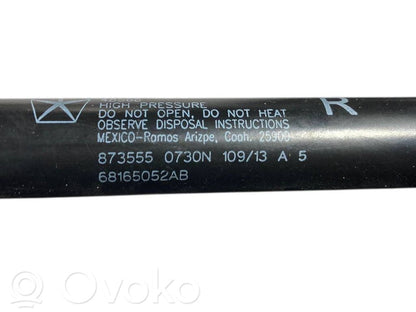 HIGH PRESSURE
DO NOT OPEN, DO NOT HEAT
OBSERVE DISPOSAL INSTRUCTIONS
MEXICO-Ramos Arizpe, Coah. 25900
R
873555 0730N 109/13 A 5
68165052AB
© OVOKO